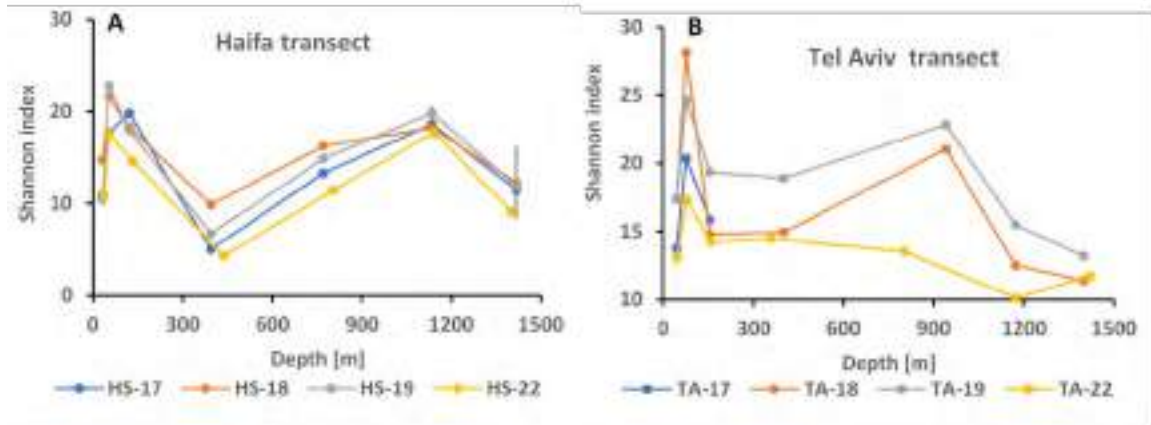 A
Haifa transect
30
20
10
0
Shannon index
0 300 600 900 1200 1500
Depth [m]
HS-17 HS-18 HS-19 HS-22
B
Tel Aviv transect
30
25
20
15
10
Shannon index
0 300 600 900 1200 1500
Depth [m]
TA-17 TA-18 TA-19 TA-22